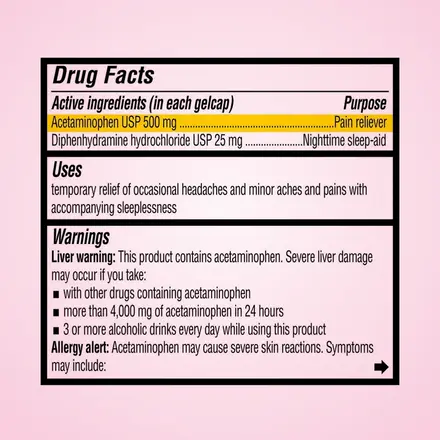 Drug Facts
Active ingredients (in each gelcap) Purpose
Acetaminophen USP 500 mg ......................................................Pain reliever
Diphenhydramine hydrochloride USP 25 mg ......................Nighttime sleep-aid
Uses
temporary relief of occasional headaches and minor aches and pains with
accompanying sleeplessness
Warnings
Liver warning: This product contains acetaminophen. Severe liver damage
may occur if you take:
■ with other drugs containing acetaminophen
■ more than 4,000 mg of acetaminophen in 24 hours
■ 3 or more alcoholic drinks every day while using this product
Allergy alert: Acetaminophen may cause severe skin reactions. Symptoms
may include: